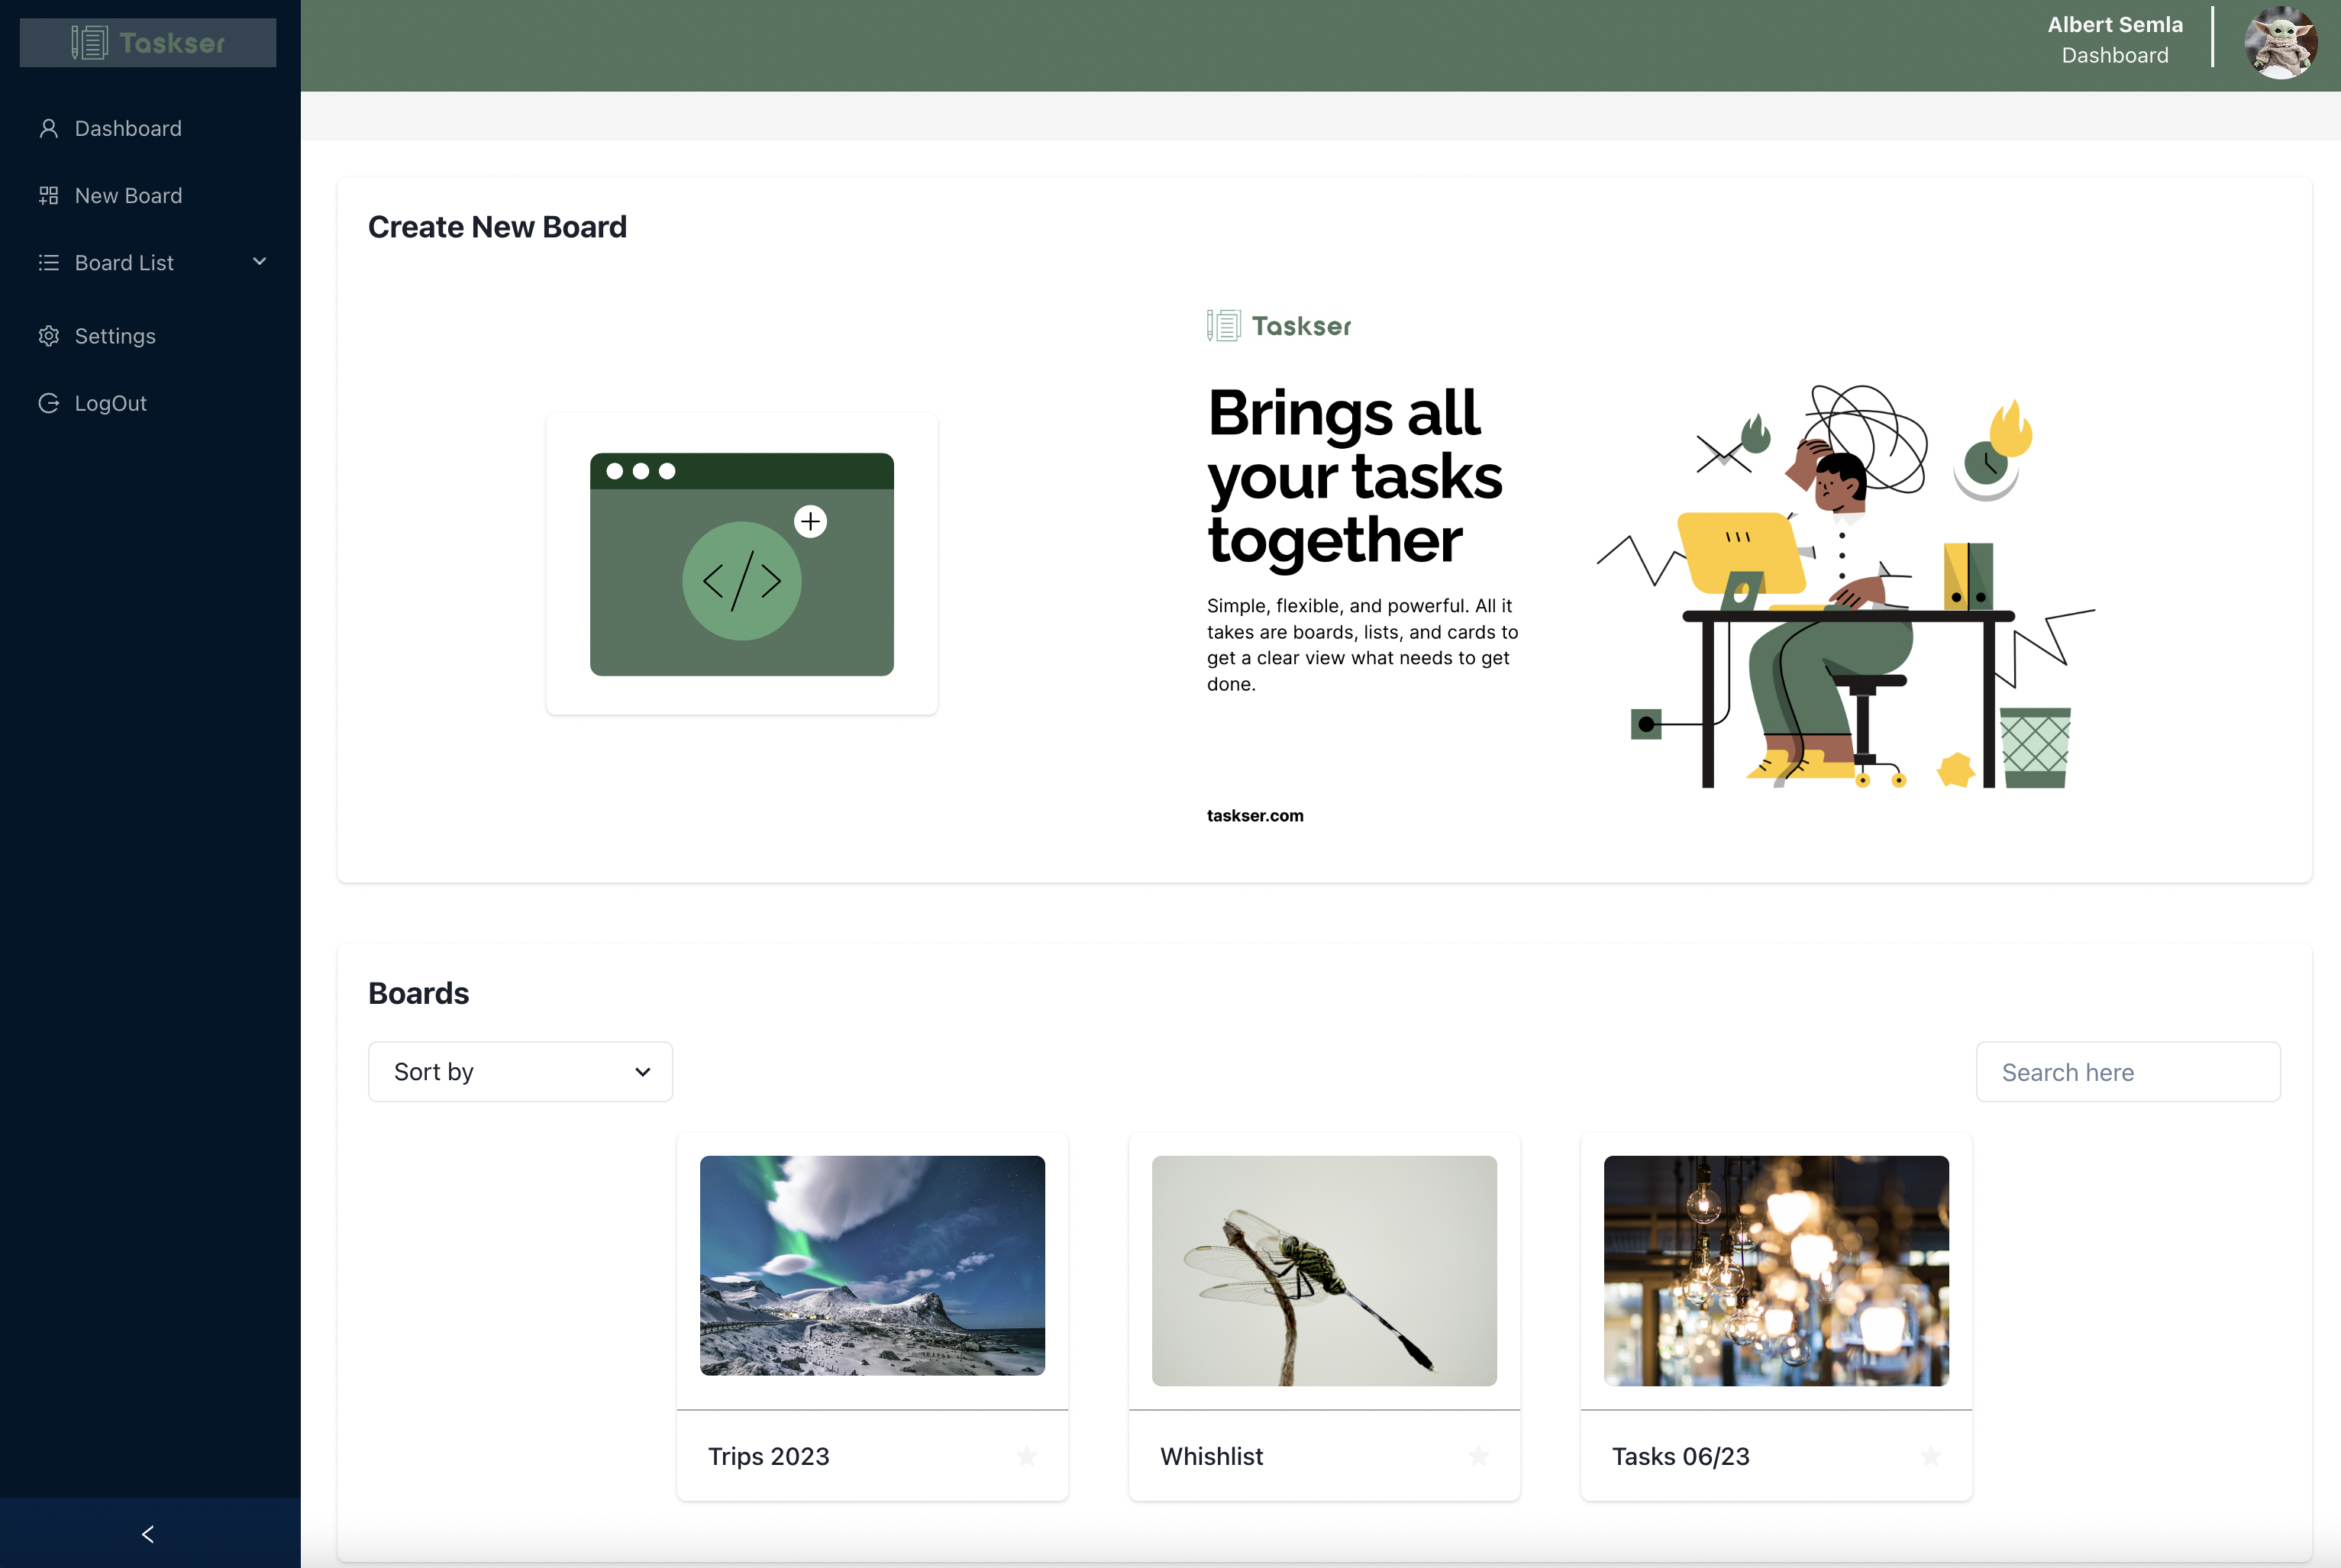 Taskser
Dashboard
New Board
Board List
Settings
LogOut
Albert Semla
Dashboard
Create New Board
</>
Taskser
Brings all
your tasks
together
Simple, flexible, and powerful. All it
takes are boards, lists, and cards to
get a clear view what needs to get
done.
taskser.com
Boards
Sort by
Search here
Trips 2023
Whishlist
Tasks 06/23